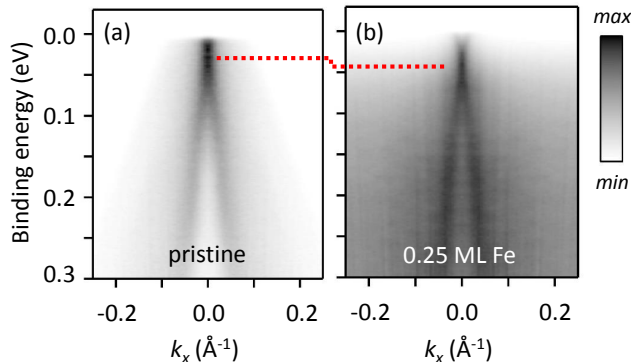 (a)
(b)
max
min
0.0
0.1
0.2
0.3
Binding energy (eV)
pristine
0.25 ML Fe
-0.2
0.0
0.2
-0.2
0.0
0.2
kₓ (Å⁻¹)
kₓ (Å⁻¹)